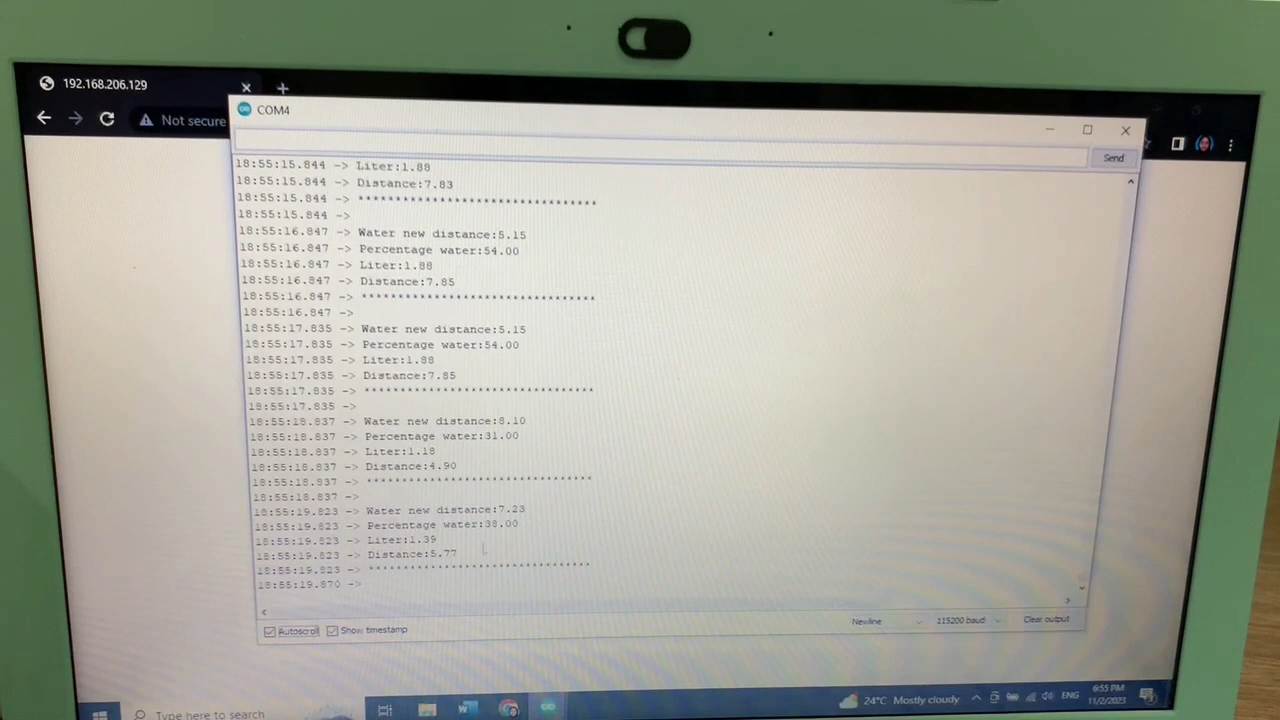 192.168.206.129
Not secure
COM4
Send
18:55:15.844 -> Liter:1.88
18:55:15.844 -> Distance:7.83
18:55:15.844 -> ********************************
18:55:15.844 ->
18:55:16.847 -> Water new distance:5.15
18:55:16.847 -> Percentage water:54.00
18:55:16.847 -> Liter:1.88
18:55:16.847 -> Distance:7.85
18:55:16.847 -> ********************************
18:55:16.847 ->
18:55:17.835 -> Water new distance:5.15
18:55:17.835 -> Percentage water:54.00
18:55:17.835 -> Liter:1.88
18:55:17.835 -> Distance:7.85
18:55:17.835 -> ********************************
18:55:17.835 ->
18:55:18.837 -> Water new distance:8.10
18:55:18.837 -> Percentage water:31.00
18:55:18.837 -> Liter:1.18
18:55:18.837 -> Distance:4.90
18:55:18.837 -> ********************************
18:55:18.837 ->
18:55:19.823 -> Water new distance:7.23
18:55:19.823 -> Percentage water:38.00
18:55:19.823 -> Liter:1.39
18:55:19.823 -> Distance:5.77
18:55:19.823 -> ********************************
18:55:19.870 ->
Autoscroll Show timestamp Newline 115200 baud Clear output
Type here to search 24°C Mostly cloudy ENG 6:55 PM
11/2/2023